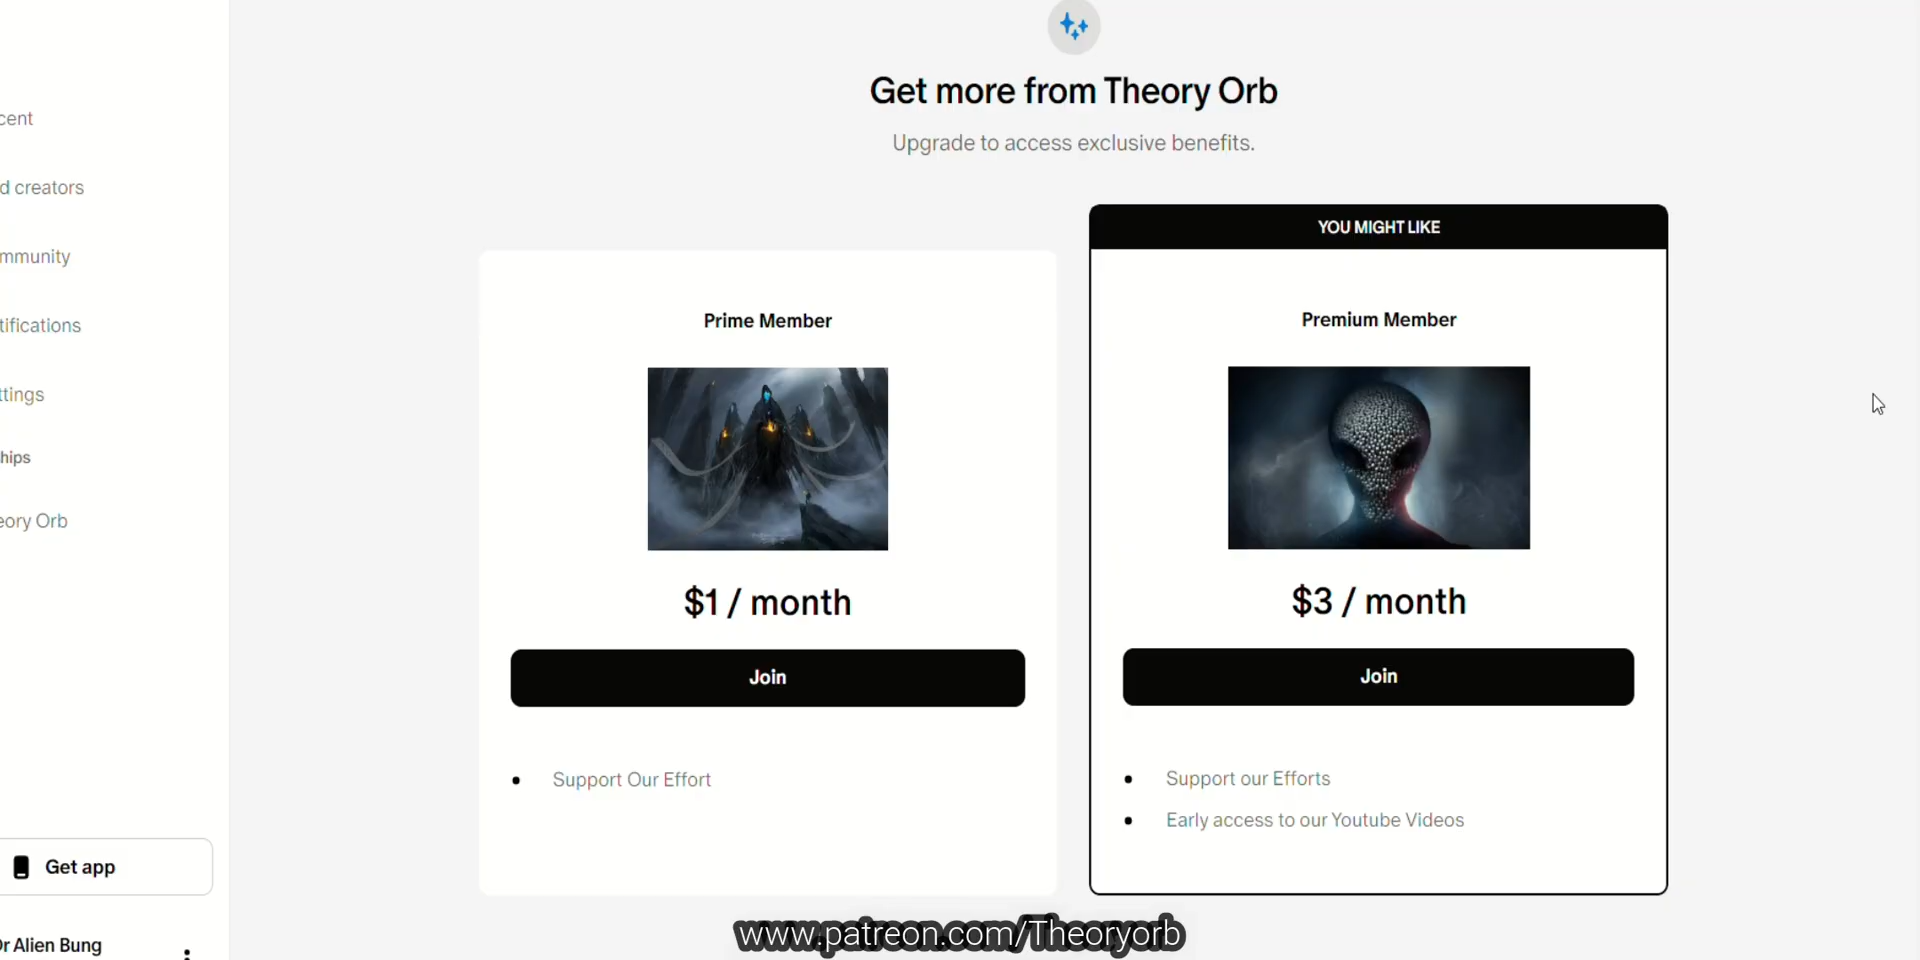 Get more from Theory Orb
Upgrade to access exclusive benefits.
cent
d creators
mmunity
tifications
ttings
hips
eory Orb
Get app
r Alien Bung
Prime Member
$1 / month
Join
Support Our Effort
YOU MIGHT LIKE
Premium Member
$3 / month
Join
Support our Efforts
Early access to our Youtube Videos
www.patreon.com/Theoryorb